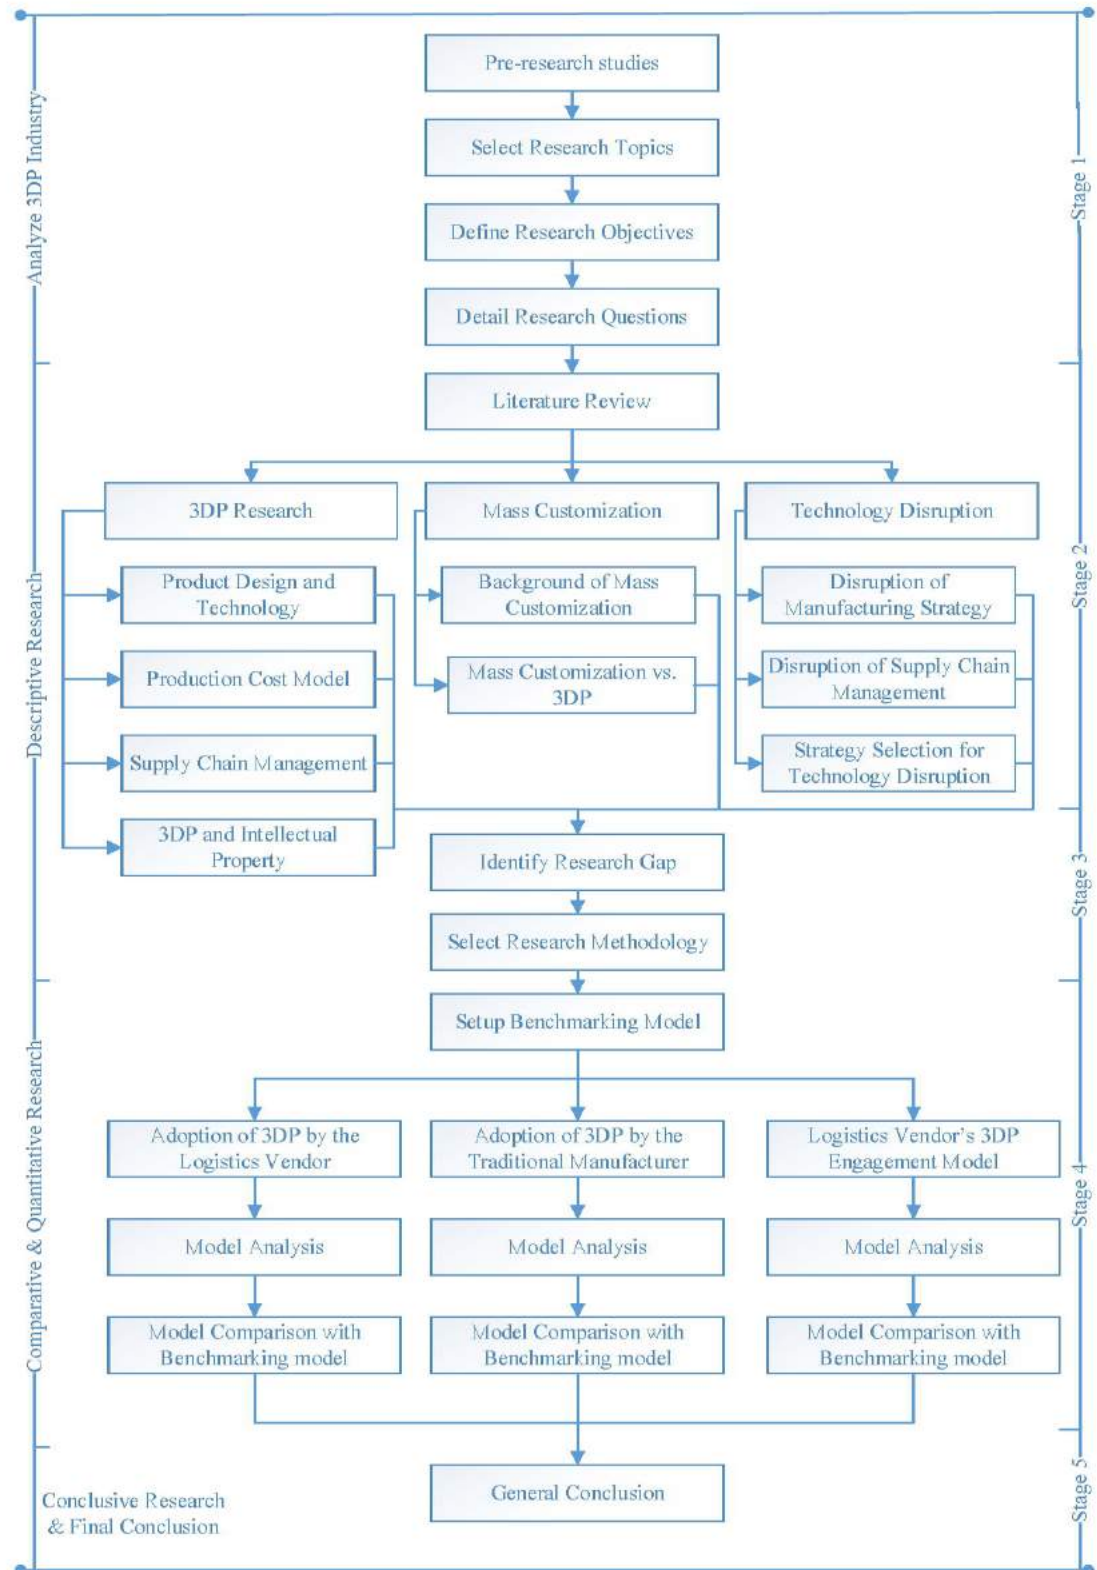 Pre-research studies
Select Research Topics
Define Research Objectives
Detail Research Questions
Analyze 3DP Industry
Stage 1
Literature Review
3DP Research
Mass Customization
Technology Disruption
Product Design and
Technology
Background of Mass
Customization
Disruption of
Manufacturing Strategy
Production Cost Model
Mass Customization vs.
3DP
Disruption of Supply Chain
Management
Supply Chain Management
Strategy Selection for
Technology Disruption
3DP and Intellectual
Property
Descriptive Research
Stage 2
Identify Research Gap
Select Research Methodology
Stage 3
Setup Benchmarking Model
Adoption of 3DP by the
Logistics Vendor
Adoption of 3DP by the
Traditional Manufacturer
Logistics Vendor's 3DP
Engagement Model
Model Analysis
Model Analysis
Model Analysis
Model Comparison with
Benchmarking model
Model Comparison with
Benchmarking model
Model Comparison with
Benchmarking model
Comparative & Quantitative Research
Stage 4
General Conclusion
Conclusive Research
& Final Conclusion
Stage 5